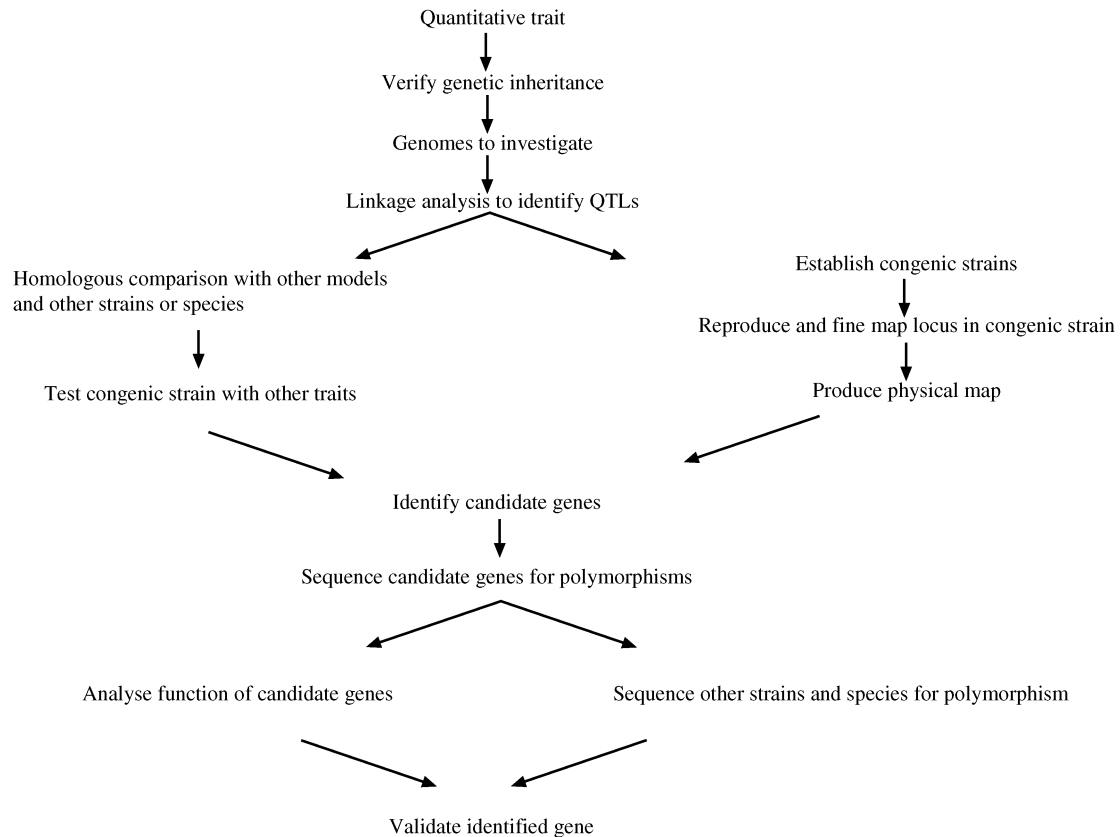 Quantitative trait
Verify genetic inheritance
Genomes to investigate
Linkage analysis to identify QTLs
Homologous comparison with other models
and other strains or species
Test congenic strain with other traits
Establish congenic strains
Reproduce and fine map locus in congenic strain
Produce physical map
Identify candidate genes
Sequence candidate genes for polymorphisms
Analyse function of candidate genes
Sequence other strains and species for polymorphism
Validate identified gene